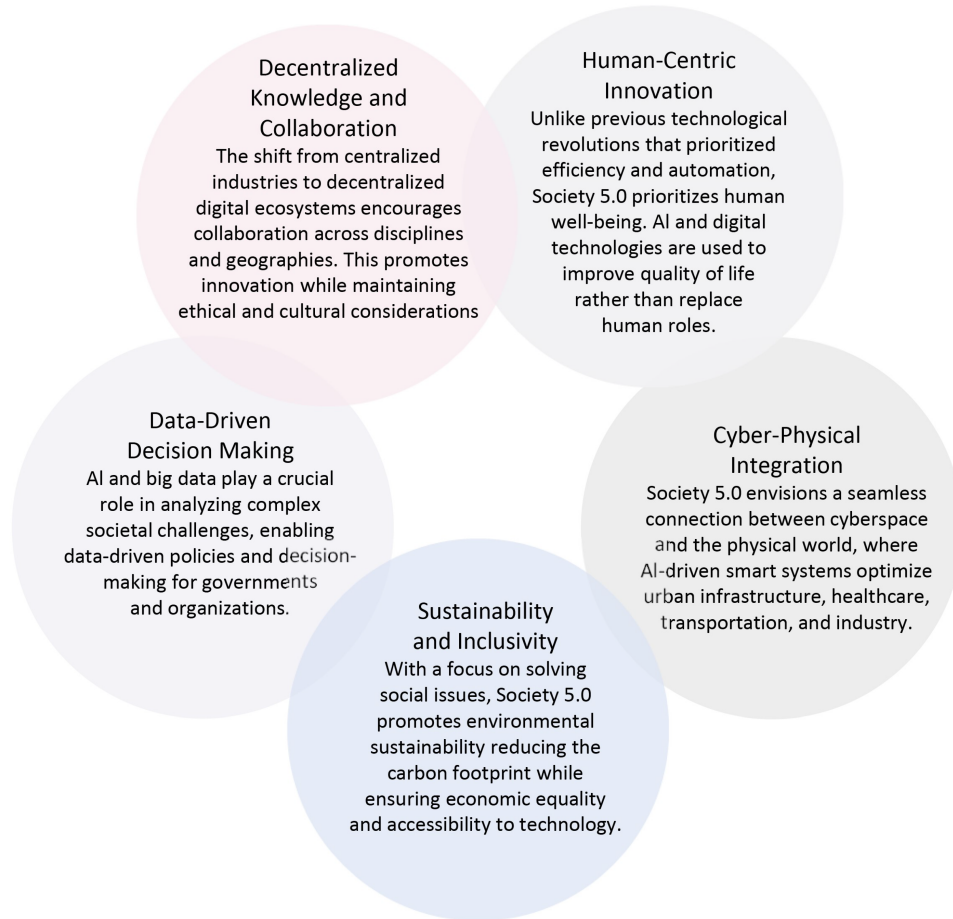 Decentralized
Knowledge and
Collaboration
The shift from centralized
industries to decentralized
digital ecosystems encourages
collaboration across disciplines
and geographies. This promotes
innovation while maintaining
ethical and cultural considerations
Human-Centric
Innovation
Unlike previous technological
revolutions that prioritized
efficiency and automation,
Society 5.0 prioritizes human
well-being. AI and digital
technologies are used to
improve quality of life
rather than replace
human roles.
Data-Driven
Decision Making
AI and big data play a crucial
role in analyzing complex
societal challenges, enabling
data-driven policies and decision-
making for governments
and organizations.
Cyber-Physical
Integration
Society 5.0 envisions a seamless
connection between cyberspace
and the physical world, where
AI-driven smart systems optimize
urban infrastructure, healthcare,
transportation, and industry.
Sustainability
and Inclusivity
With a focus on solving
social issues, Society 5.0
promotes environmental
sustainability reducing the
carbon footprint while
ensuring economic equality
and accessibility to technology.